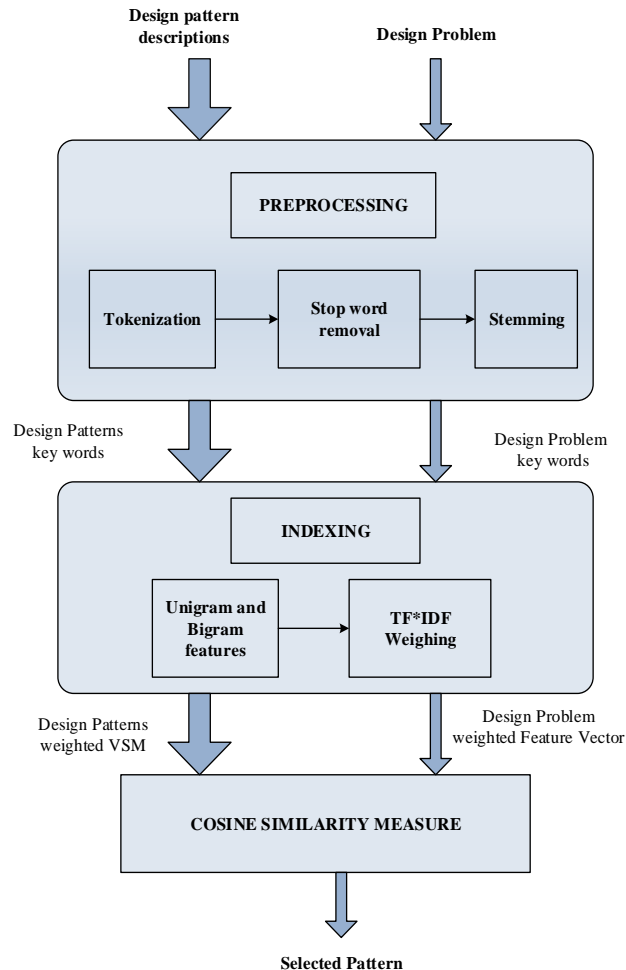 Design pattern
descriptions
Design Problem
PREPROCESSING
Tokenization
Stop word
removal
Stemming
Design Patterns
key words
Design Problem
key words
INDEXING
Unigram and
Bigram
features
TF*IDF
Weighing
Design Patterns
weighted VSM
Design Problem
weighted Feature Vector
COSINE SIMILARITY MEASURE
Selected Pattern